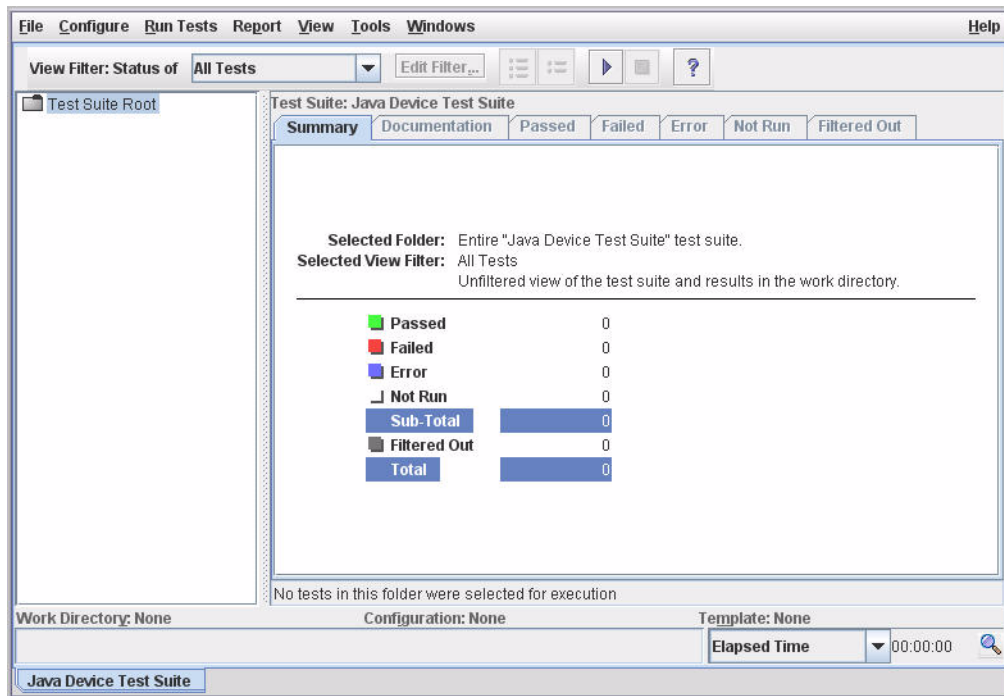 File Configure Run Tests Report View Tools Windows Help
View Filter: Status of All Tests Edit Filter... ?
Test Suite Root
Test Suite: Java Device Test Suite
Summary Documentation Passed Failed Error Not Run Filtered Out
Selected Folder: Entire "Java Device Test Suite" test suite.
Selected View Filter: All Tests
Unfiltered view of the test suite and results in the work directory.
Passed 0
Failed 0
Error 0
Not Run 0
Sub-Total 0
Filtered Out 0
Total 0
No tests in this folder were selected for execution
Work Directory: None Configuration: None Template: None
Elapsed Time 00:00:00
Java Device Test Suite